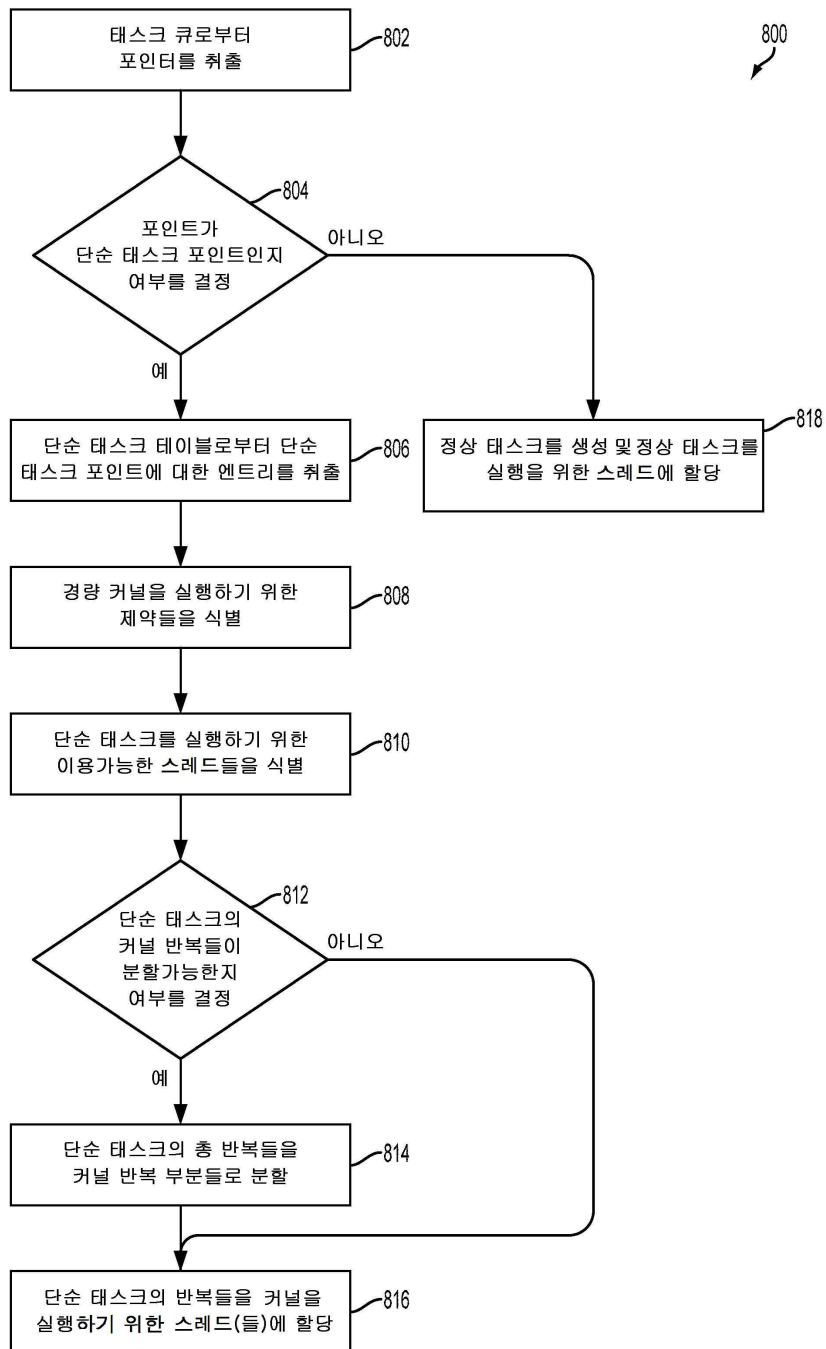 태스크 큐로부터
포인터를 취출
802
800
804
포인트가
단순 태스크 포인트인지
여부를 결정
아니오
예
818
단순 태스크 테이블로부터 단순
태스크 포인트에 대한 엔트리를 취출
806
정상 태스크를 생성 및 정상 태스크를
실행을 위한 스레드에 할당
경량 커널을 실행하기 위한
제약들을 식별
808
단순 태스크를 실행하기 위한
이용가능한 스레드들을 식별
810
812
단순 태스크의
커널 반복들이
분할가능한지
여부를 결정
아니오
예
단순 태스크의 총 반복들을
커널 반복 부분들로 분할
814
단순 태스크의 반복들을 커널을
실행하기 위한 스레드(들)에 할당
816